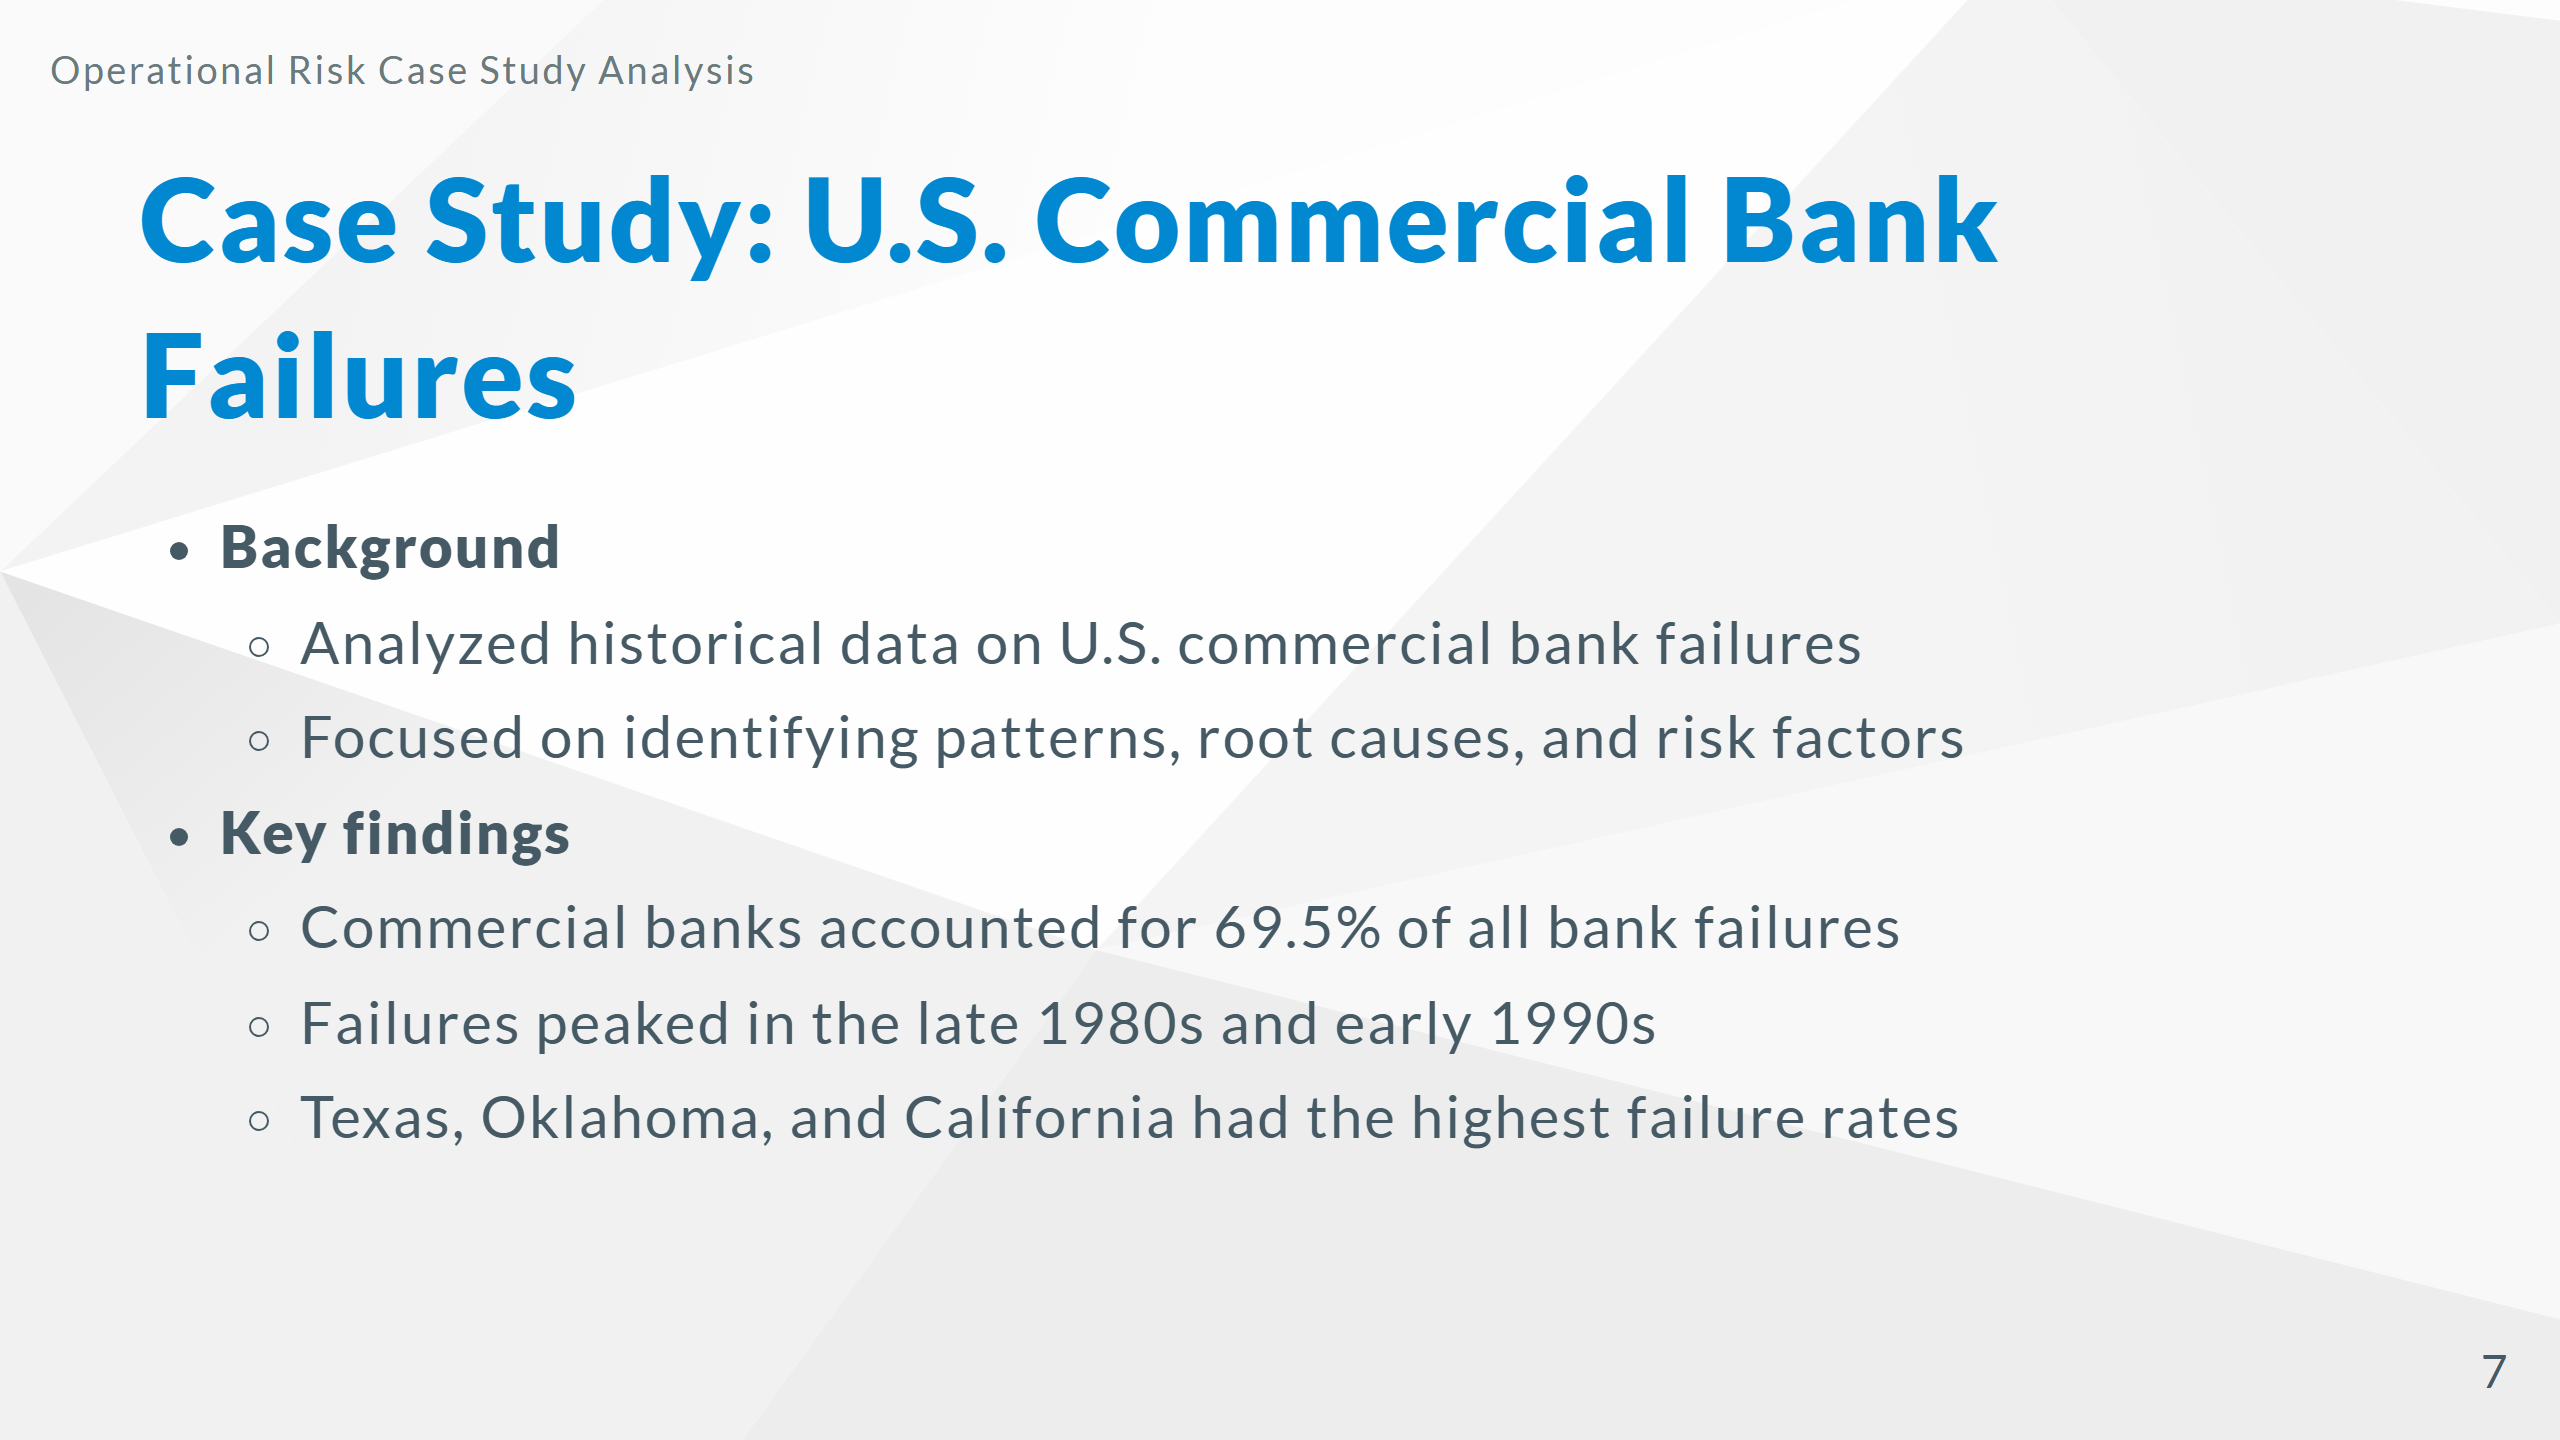 Operational Risk Case Study Analysis
Case Study: U.S. Commercial Bank
Failures
• Background
◦ Analyzed historical data on U.S. commercial bank failures
◦ Focused on identifying patterns, root causes, and risk factors
• Key findings
◦ Commercial banks accounted for 69.5% of all bank failures
◦ Failures peaked in the late 1980s and early 1990s
◦ Texas, Oklahoma, and California had the highest failure rates
7